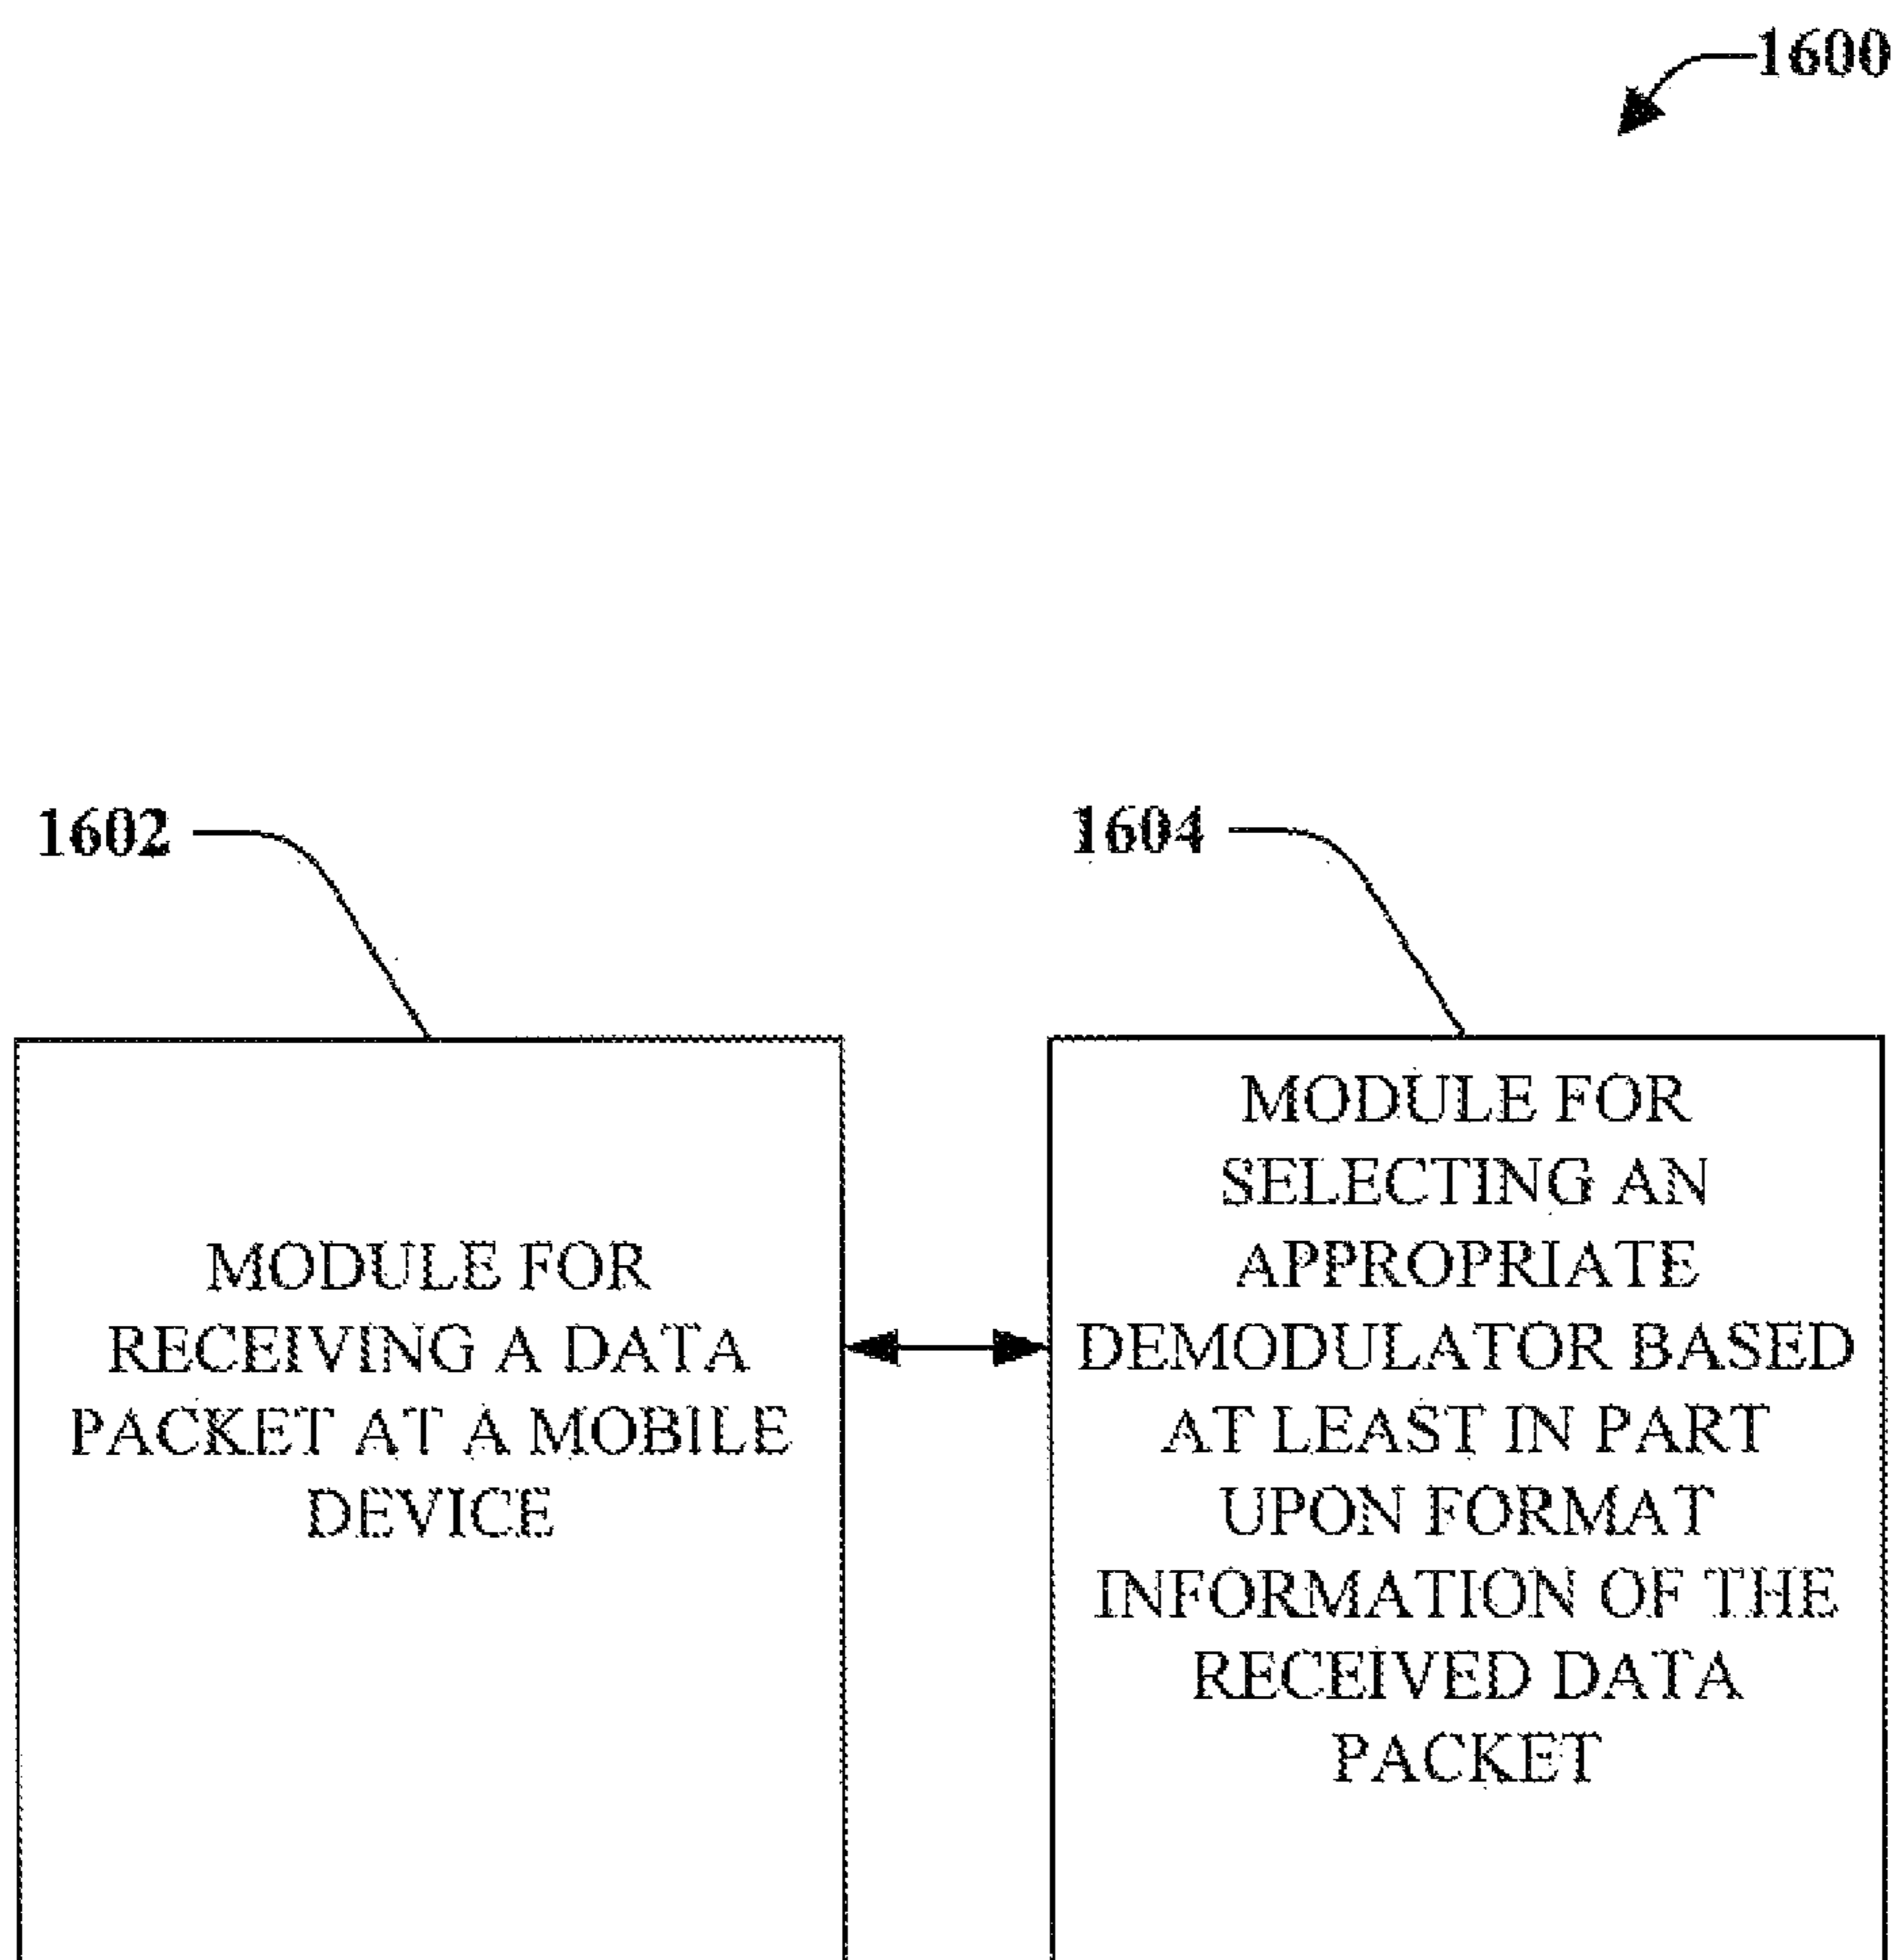 1600
1602
1604
MODULE FOR
RECEIVING A DATA
PACKET AT A MOBILE
DEVICE
MODULE FOR
SELECTING AN
APPROPRIATE
DEMODULATOR BASED
AT LEAST IN PART
UPON FORMAT
INFORMATION OF THE
RECEIVED DATA
PACKET